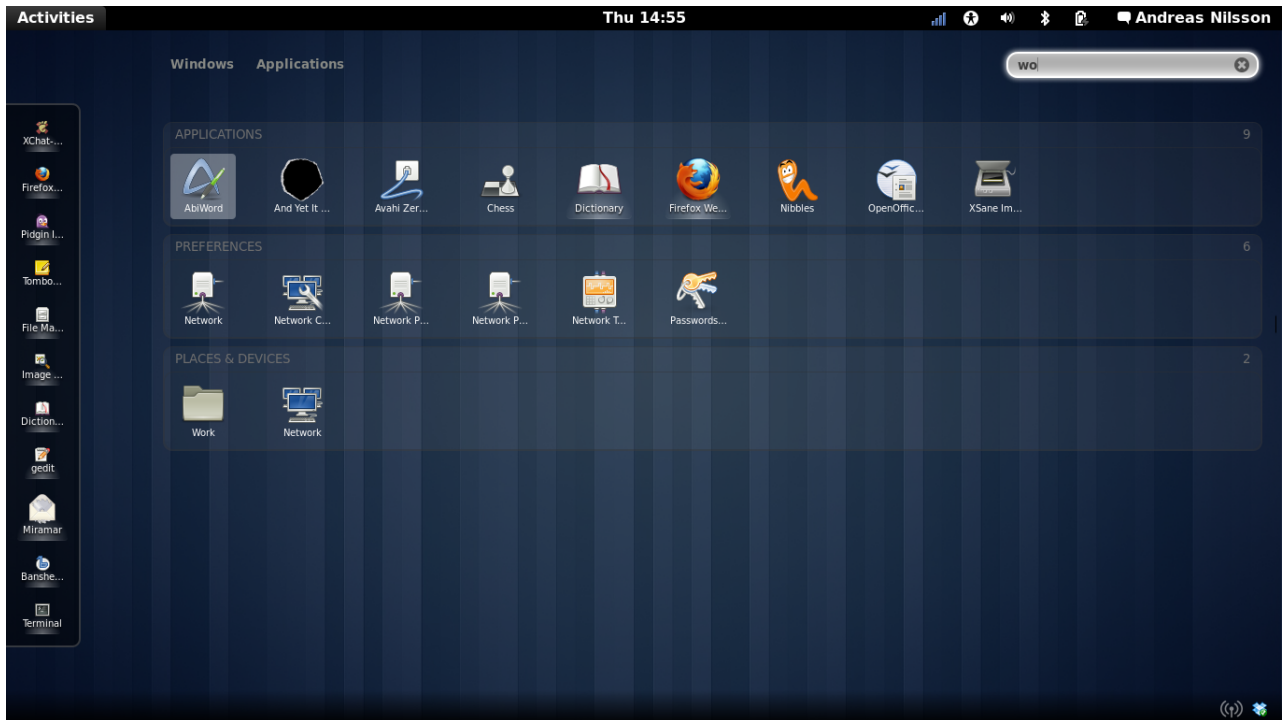 Activities Thu 14:55 Andreas Nilsson
Windows Applications wo
XChat-...
Firefox...
Pidgin I...
Tombo...
File Ma...
Image ...
Diction...
gedit
Miramar
Banshe...
Terminal
APPLICATIONS 9
AbiWord And Yet It ... Avahi Zer... Chess Dictionary Firefox We... Nibbles OpenOffic... XSane Im...
PREFERENCES 6
Network Network C... Network P... Network P... Network T... Passwords...
PLACES & DEVICES 2
Work Network